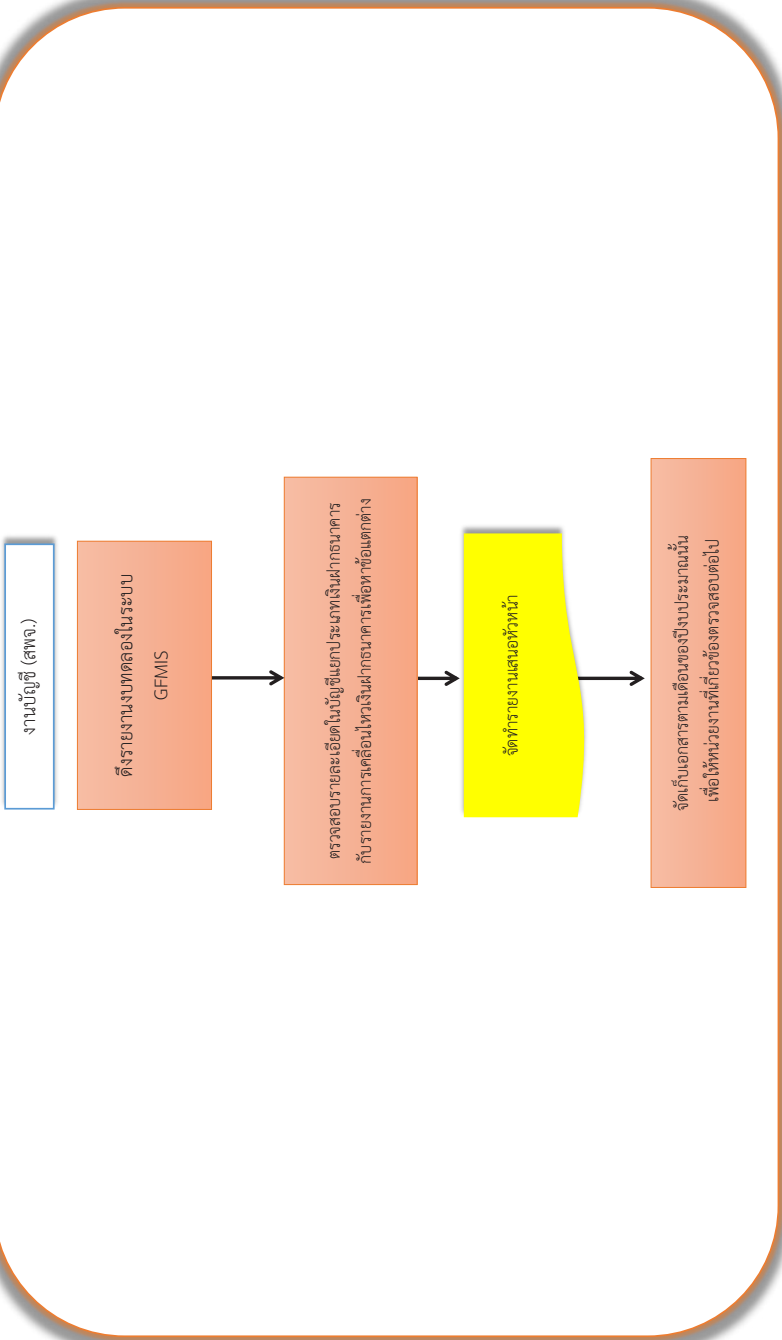 งานบัญชี (สพจ.)
ดึงรายงานงบทดลองในระบบ
GFMIS
ตรวจสอบรายละเอียดในบัญชีแยกประเภทเงินฝากธนาคาร
กับรายงานการเคลื่อนไหวเงินฝากธนาคารเพื่อหาข้อแตกต่าง
จัดทำรายงานเสนอหัวหน้า
จัดเก็บเอกสารตามเดือนของปีงบประมาณนั้น
เพื่อให้หน่วยงานที่เกี่ยวข้องตรวจสอบต่อไป